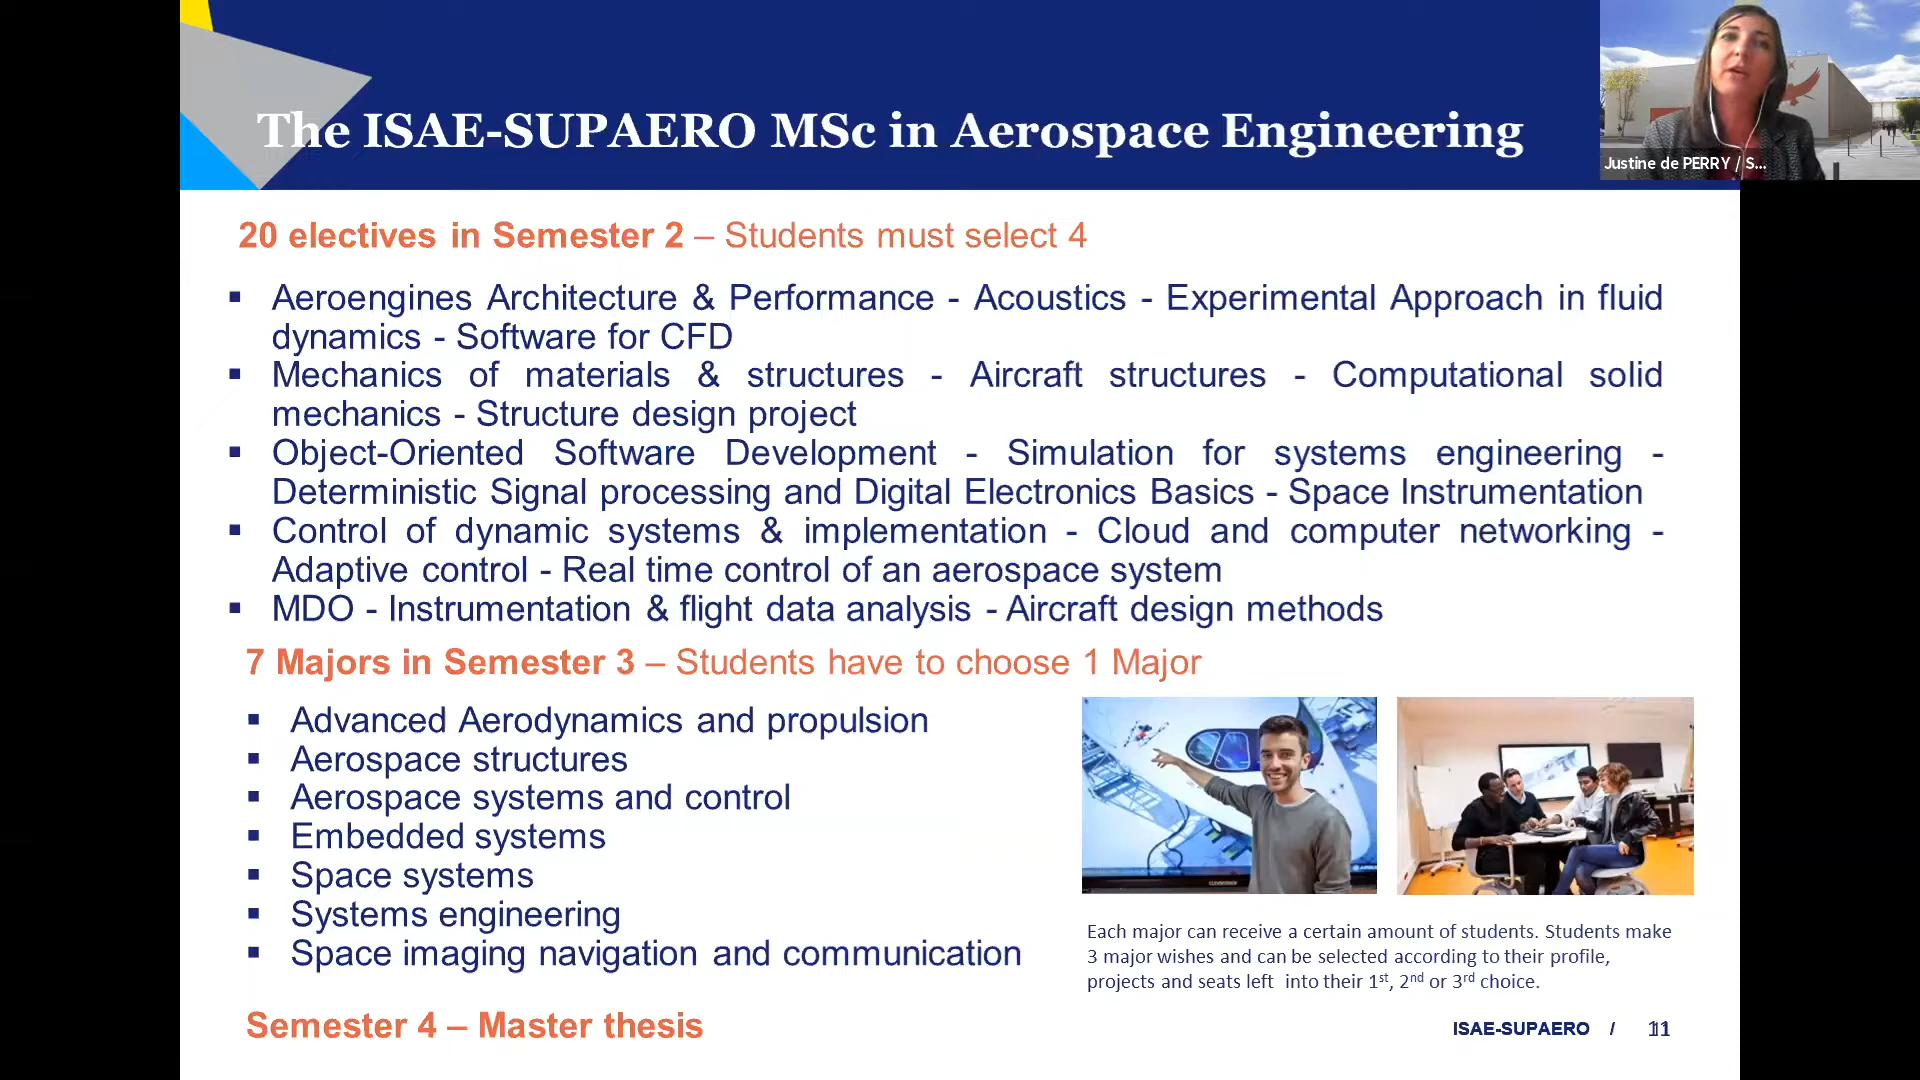 The ISAE-SUPAERO MSc in Aerospace Engineering
Justine de PERRY / S...
20 electives in Semester 2 – Students must select 4
▪ Aeroengines Architecture & Performance - Acoustics - Experimental Approach in fluid
dynamics - Software for CFD
▪ Mechanics of materials & structures - Aircraft structures - Computational solid
mechanics - Structure design project
▪ Object-Oriented Software Development - Simulation for systems engineering -
Deterministic Signal processing and Digital Electronics Basics - Space Instrumentation
▪ Control of dynamic systems & implementation - Cloud and computer networking -
Adaptive control - Real time control of an aerospace system
▪ MDO - Instrumentation & flight data analysis - Aircraft design methods
7 Majors in Semester 3 – Students have to choose 1 Major
▪ Advanced Aerodynamics and propulsion
▪ Aerospace structures
▪ Aerospace systems and control
▪ Embedded systems
▪ Space systems
▪ Systems engineering
▪ Space imaging navigation and communication
Each major can receive a certain amount of students. Students make
3 major wishes and can be selected according to their profile,
projects and seats left into their 1st, 2nd or 3rd choice.
Semester 4 – Master thesis
ISAE-SUPAERO / 11